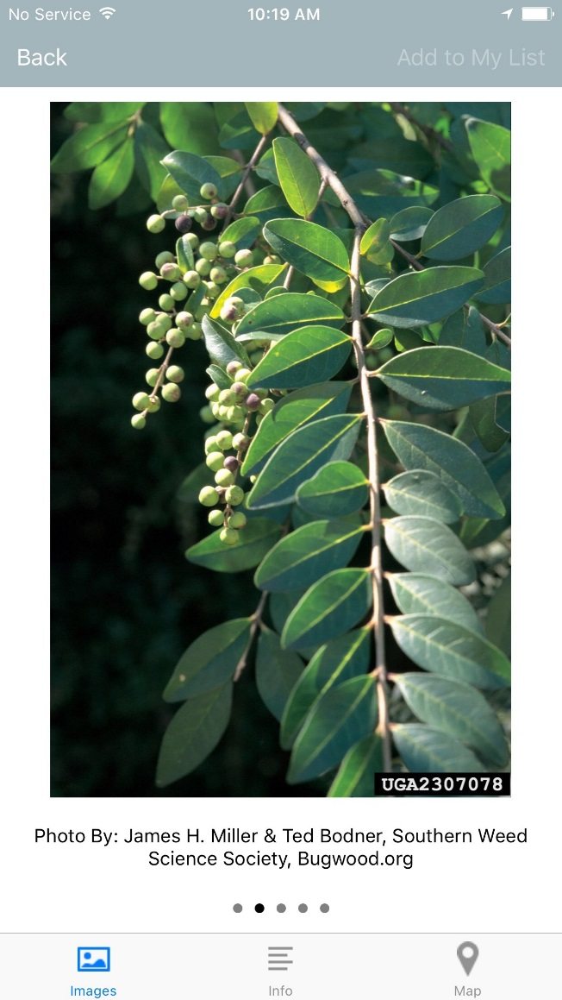 No Service
10:19 AM
Back
Add to My List
UGA2307078
Photo By: James H. Miller & Ted Bodner, Southern Weed
Science Society, Bugwood.org
Images
Info
Map